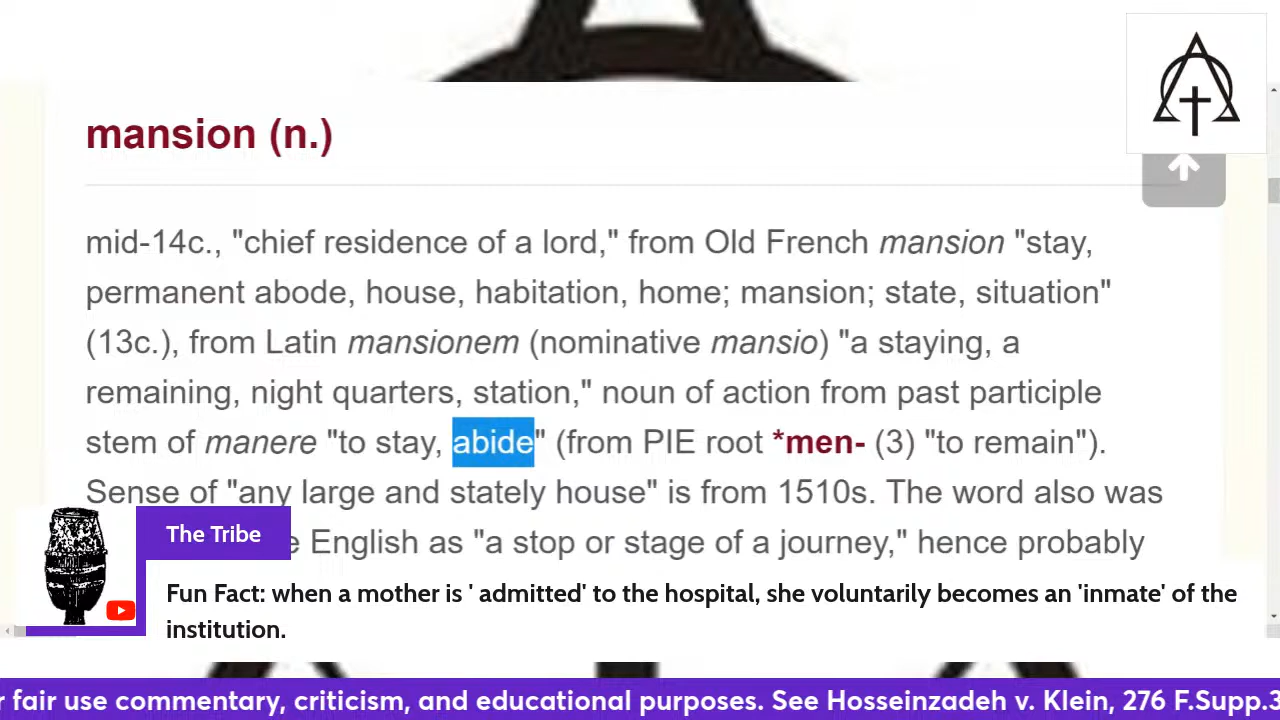 mansion (n.)
mid-14c., "chief residence of a lord," from Old French mansion "stay,
permanent abode, house, habitation, home; mansion; state, situation"
(13c.), from Latin mansionem (nominative mansio) "a staying, a
remaining, night quarters, station," noun of action from past participle
stem of manere "to stay, abide" (from PIE root *men- (3) "to remain").
Sense of "any large and stately house" is from 1510s. The word also was
English as "a stop or stage of a journey," hence probably
The Tribe
Fun Fact: when a mother is ' admitted' to the hospital, she voluntarily becomes an 'inmate' of the
institution.
r fair use commentary, criticism, and educational purposes. See Hosseinzadeh v. Klein, 276 F.Supp.3